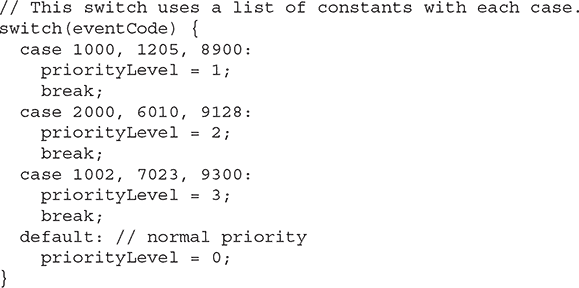 // This switch uses a list of constants with each case.
switch(eventCode) {
  case 1000, 1205, 8900:
    priorityLevel = 1;
    break;
  case 2000, 6010, 9128:
    priorityLevel = 2;
    break;
  case 1002, 7023, 9300:
    priorityLevel = 3;
    break;
  default: // normal priority
    priorityLevel = 0;
}